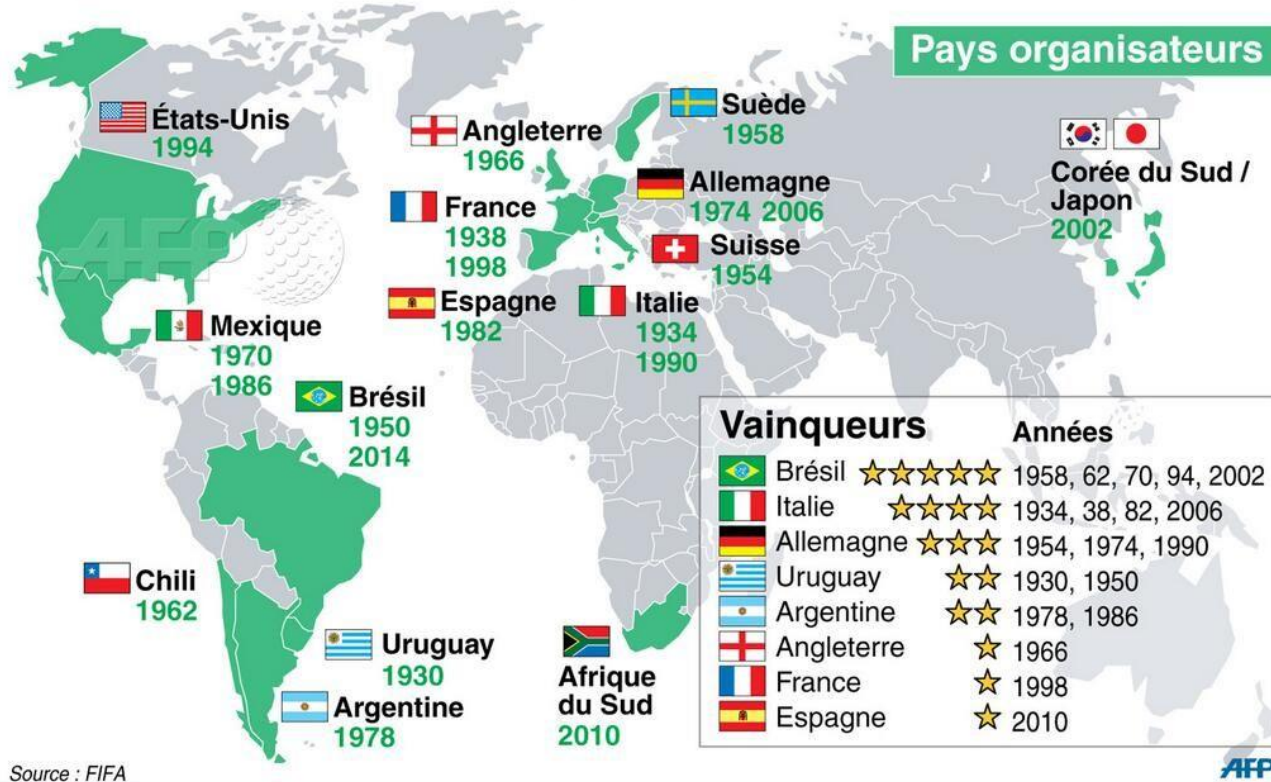 Pays organisateurs
États-Unis
1994
Angleterre
1966
Suède
1958
Corée du Sud /
Japon
2002
France
1938
1998
Allemagne
1974 2006
Suisse
1954
AFP
Espagne
1982
Italie
1934
1990
Mexique
1970
1986
Brésil
1950
2014
Chili
1962
Uruguay
1930
Argentine
1978
Afrique
du Sud
2010
Vainqueurs Années
Brésil 1958, 62, 70, 94, 2002
Italie 1934, 38, 82, 2006
Allemagne 1954, 1974, 1990
Uruguay 1930, 1950
Argentine 1978, 1986
Angleterre 1966
France 1998
Espagne 2010
Source : FIFA
AFP